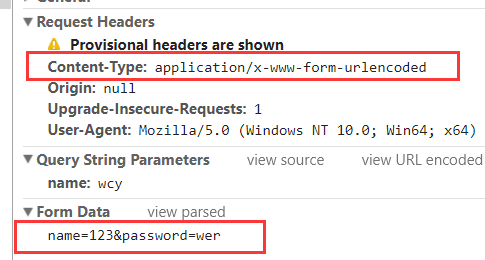 Request Headers
Provisional headers are shown
Content-Type: application/x-www-form-urlencoded
Origin: null
Upgrade-Insecure-Requests: 1
User-Agent: Mozilla/5.0 (Windows NT 10.0; Win64; x64)
Query String Parameters view source view URL encoded
name: wcy
Form Data view parsed
name=123&password=wer